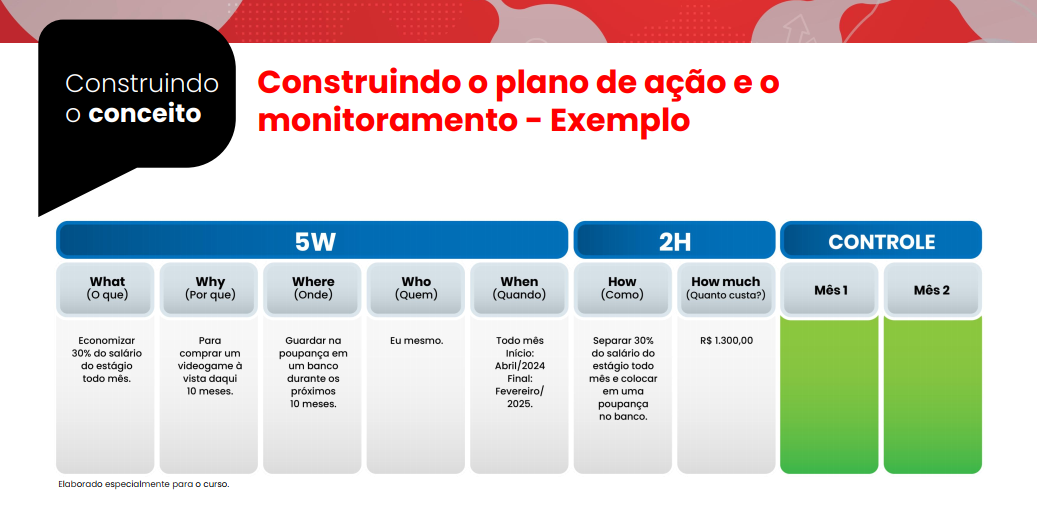 Construindo
o conceito
Construindo o plano de ação e o
monitoramento - Exemplo
5W
2H
CONTROLE
What
(O que)
Why
(Por que)
Where
(Onde)
Who
(Quem)
When
(Quando)
How
(Como)
How much
(Quanto custa?)
Mês 1
Mês 2
Economizar
30% do salário
do estágio
todo mês.
Para
comprar um
videogame à
vista daqui
10 meses.
Guardar na
poupança em
um banco
durante os
próximos
10 meses.
Eu mesmo.
Todo mês
Início:
Abril/2024
Final:
Fevereiro/
2025.
Separar 30%
do salário do
estágio todo
mês e colocar
em uma
poupança
no banco.
R$ 1.300,00
Elaborado especialmente para o curso.